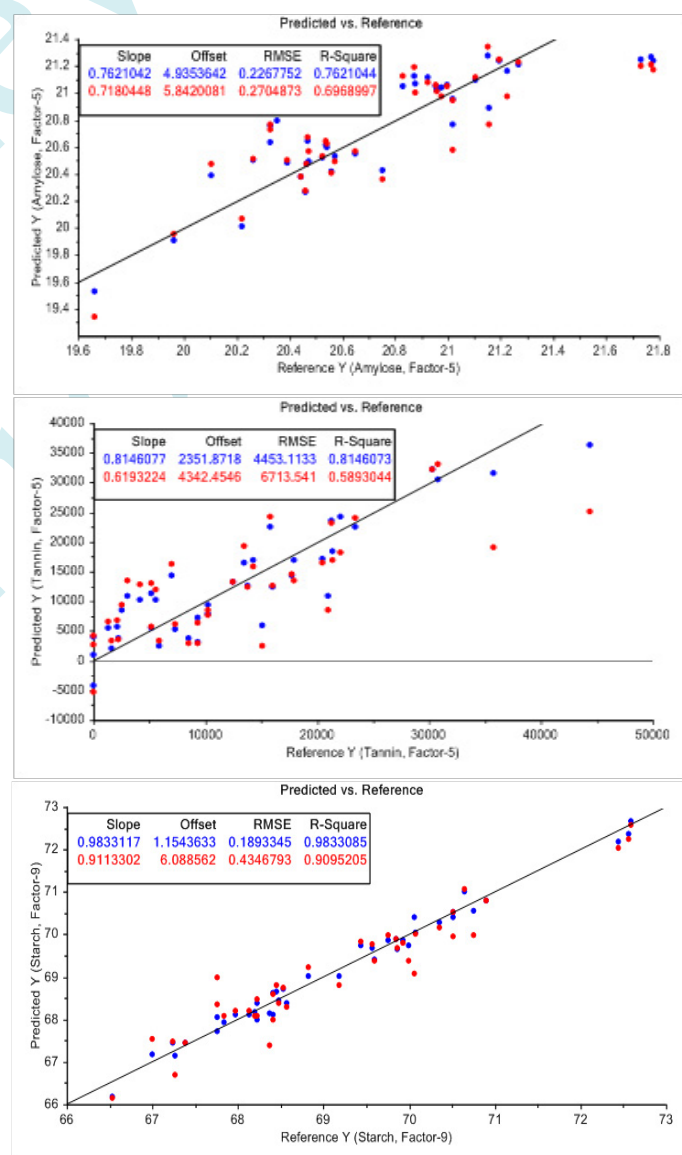 Predicted vs. Reference
21.4
21.2
21
20.8
20.6
20.4
20.2
20
19.8
19.6
19.4
Predicted Y (Amylose, Factor-5)
Slope Offset RMSE R-Square
0.7621042 4.9353642 0.2267752 0.7621044
0.7180448 5.8420081 0.2704873 0.6968997
19.6 19.8 20 20.2 20.4 20.6 20.8 21 21.2 21.4 21.6 21.8
Reference Y (Amylose, Factor-5)
Predicted vs. Reference
40000
35000
30000
25000
20000
15000
10000
5000
0
-5000
-10000
Predicted Y (Tannin, Factor-5)
Slope Offset RMSE R-Square
0.8146077 2351.8718 4453.1133 0.8146073
0.6193224 4342.4546 6713.541 0.5893044
0 10000 20000 30000 40000 50000
Reference Y (Tannin, Factor-5)
Predicted vs. Reference
73
72
71
70
69
68
67
66
Predicted Y (Starch, Factor-9)
Slope Offset RMSE R-Square
0.9833117 1.1543633 0.1893345 0.9833085
0.9113302 6.088562 0.4346793 0.9095205
66 67 68 69 70 71 72 73
Reference Y (Starch, Factor-9)